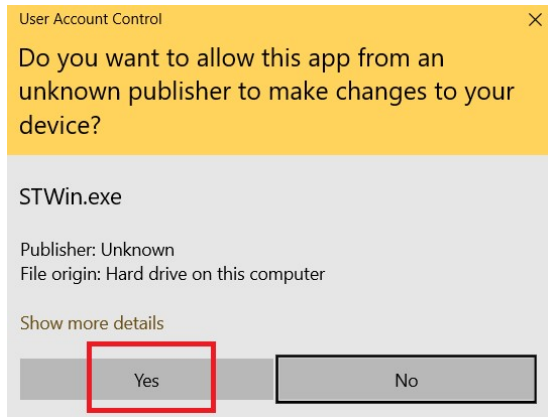 User Account Control
Do you want to allow this app from an
unknown publisher to make changes to your
device?
STWin.exe
Publisher: Unknown
File origin: Hard drive on this computer
Show more details
Yes
No